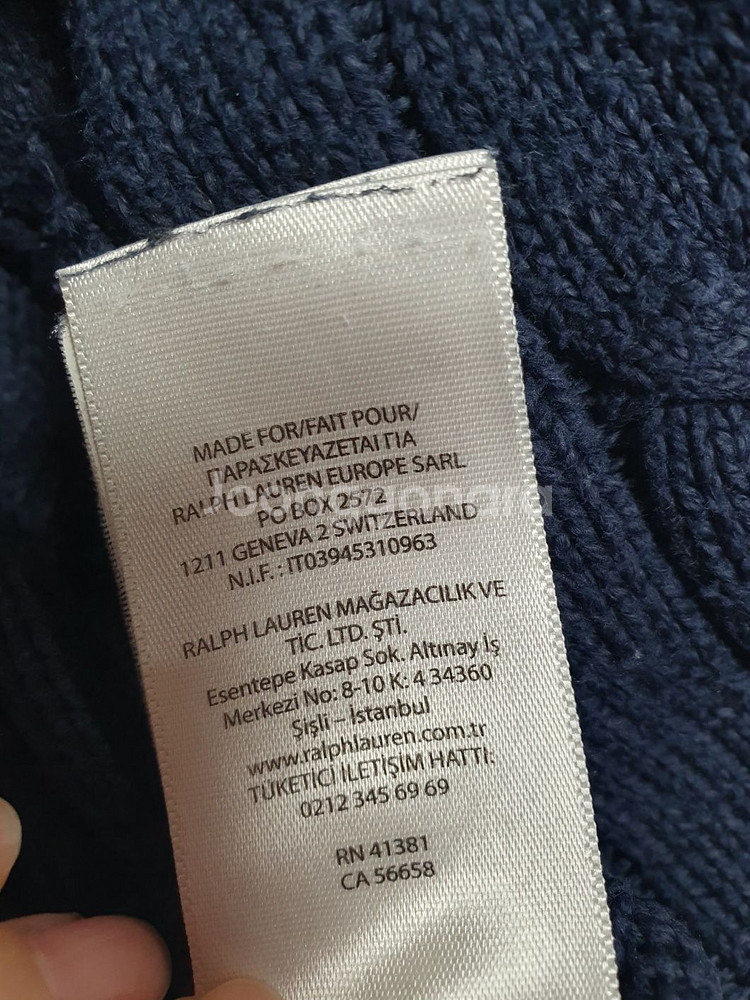 MADE FOR/FAIT POUR/
ΠΑΡΑΣΚΕΥΑΖΕΤΑΙ ΓΙΑ
RALPH LAUREN EUROPE SARL
PO BOX 2572
1211 GENEVA 2 SWITZERLAND
N.I.F. : IT03945310963
RALPH LAUREN MAĞAZACILIK VE
TİC. LTD. ŞTİ.
Esentepe Kasap Sok. Altınay İş
Merkezi No: 8-10 K: 4 34360
Şişli – İstanbul
www.ralphlauren.com.tr
TÜKETİCİ İLETİŞİM HATTI:
0212 345 69 69
RN 41381
CA 56658